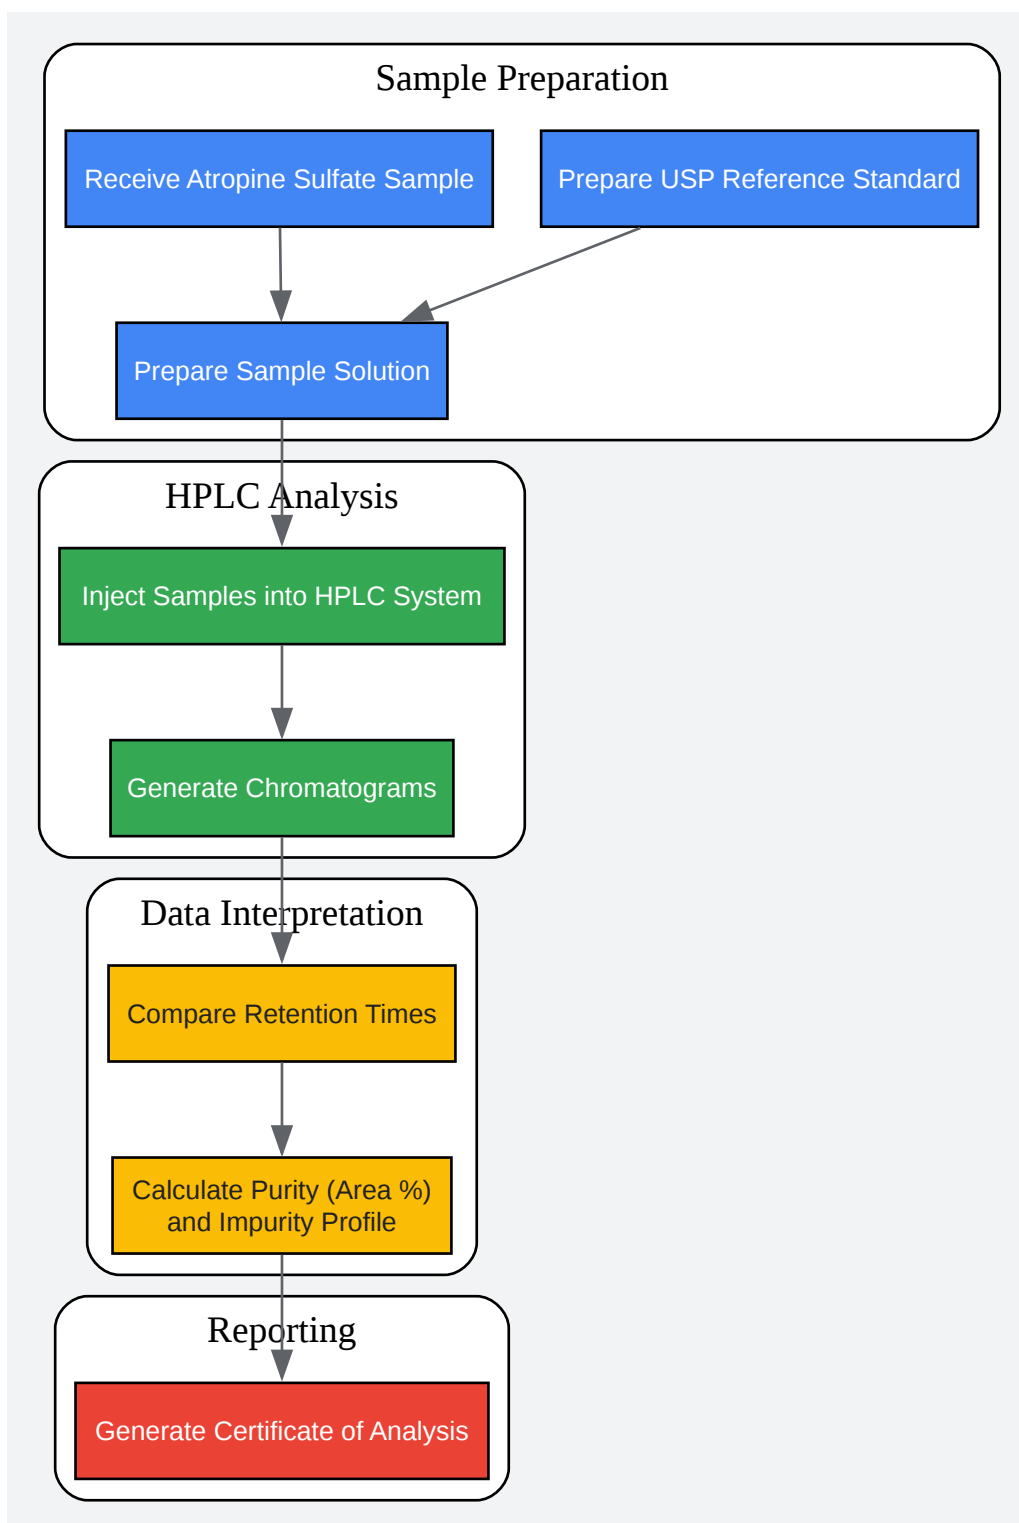 Sample Preparation
Receive Atropine Sulfate Sample
Prepare USP Reference Standard
Prepare Sample Solution
HPLC Analysis
Inject Samples into HPLC System
Generate Chromatograms
Data Interpretation
Compare Retention Times
Calculate Purity (Area %)
and Impurity Profile
Reporting
Generate Certificate of Analysis